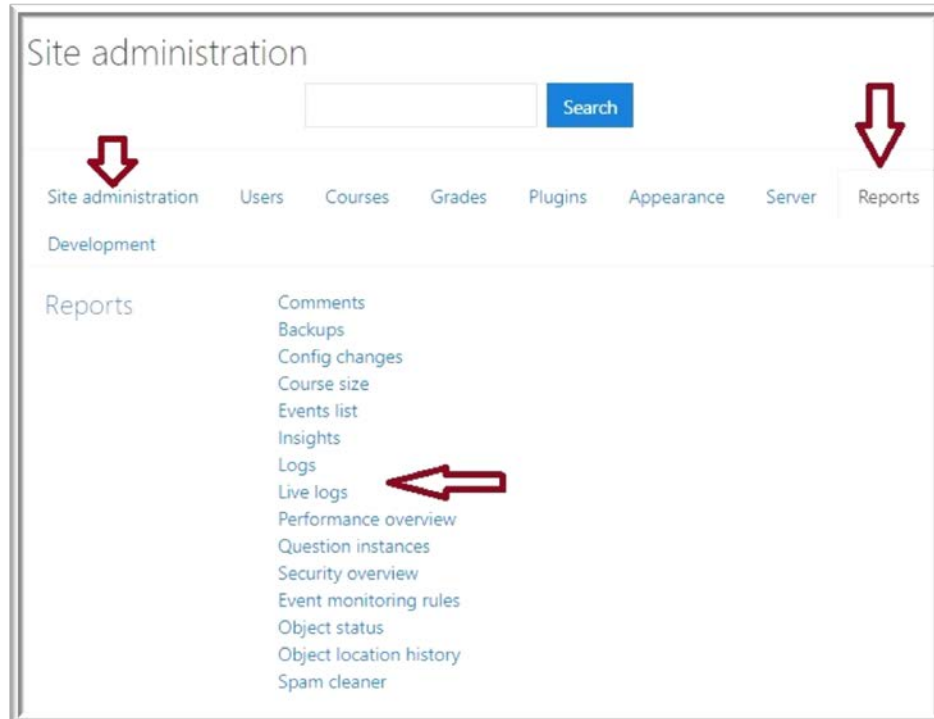 Site administration
Search
Site administration Users Courses Grades Plugins Appearance Server Reports
Development
Reports
Comments
Backups
Config changes
Course size
Events list
Insights
Logs
Live logs
Performance overview
Question instances
Security overview
Event monitoring rules
Object status
Object location history
Spam cleaner